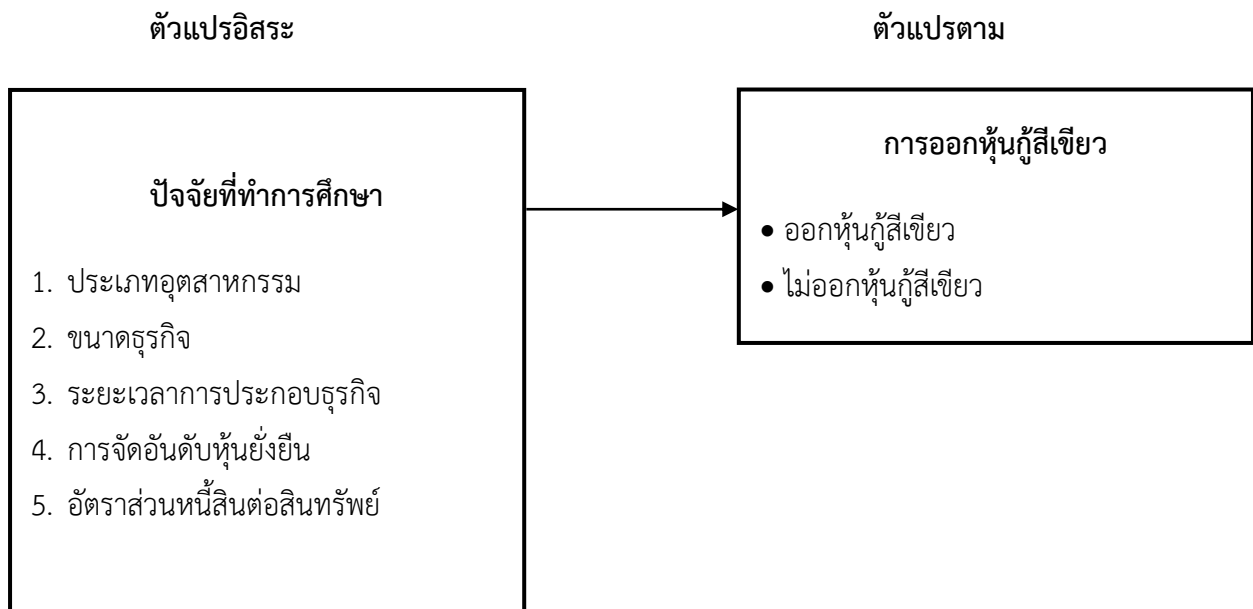 ตัวแปรอิสระ
ตัวแปรตาม
ปัจจัยที่ทำการศึกษา
1. ประเภทอุตสาหกรรม
2. ขนาดธุรกิจ
3. ระยะเวลาการประกอบธุรกิจ
4. การจัดอันดับหุ้นยั่งยืน
5. อัตราส่วนหนี้สินต่อสินทรัพย์
การออกหุ้นกู้สีเขียว
• ออกหุ้นกู้สีเขียว
• ไม่ออกหุ้นกู้สีเขียว